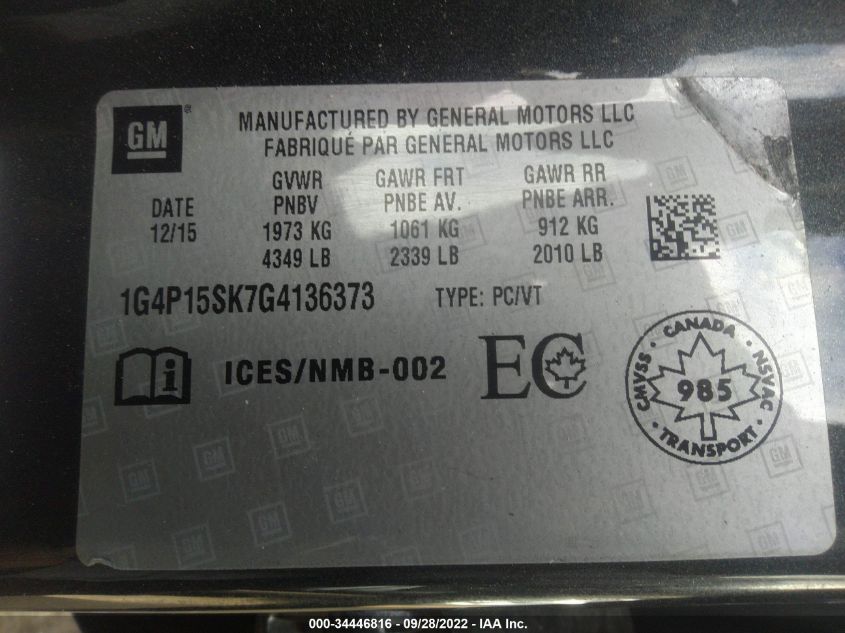 GM
MANUFACTURED BY GENERAL MOTORS LLC
FABRIQUÉ PAR GENERAL MOTORS LLC
DATE
12/15
GVWR
PNBV
1973 KG
4349 LB
GAWR FRT
PNBE AV.
1061 KG
2339 LB
GAWR RR
PNBE ARR.
912 KG
2010 LB
1G4P15SK7G4136373 TYPE: PC/VT
i ICES/NMB-002 EC
CANADA
CMVSS 985 NSVAC
TRANSPORT
000-34446816 - 09/28/2022 - IAA Inc.